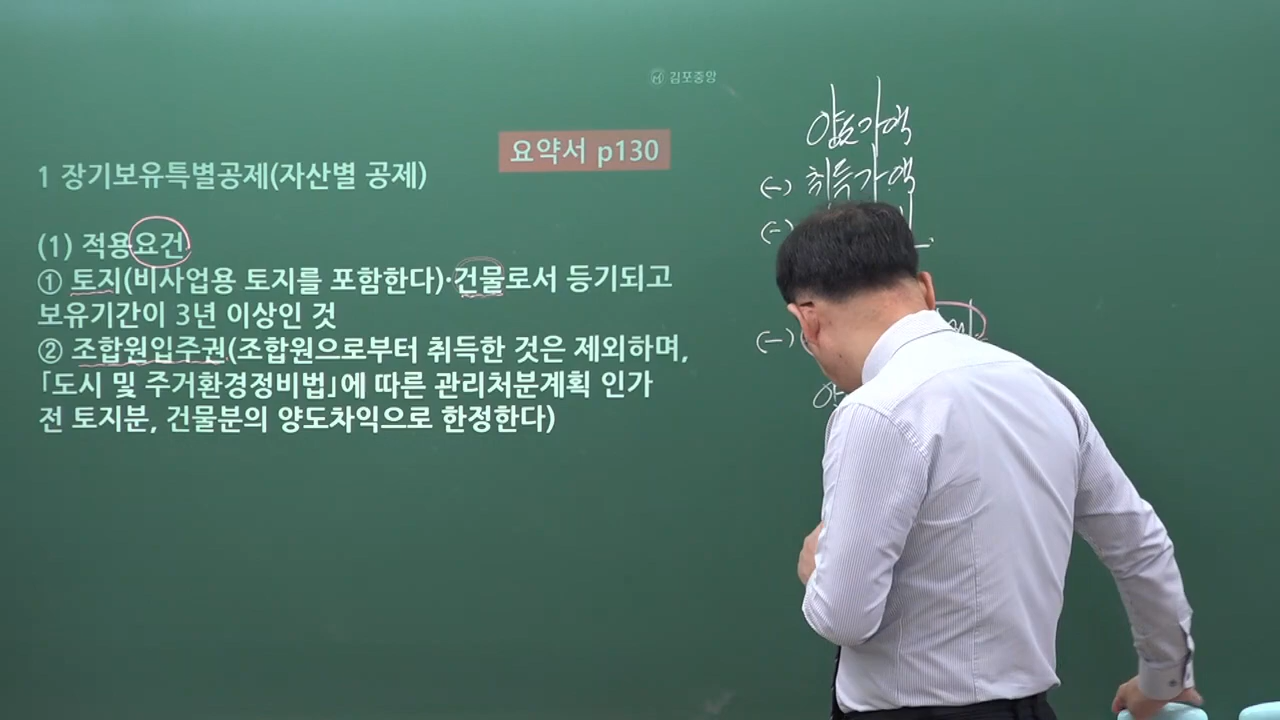 김포중앙
요약서 p130
1 장기보유특별공제(자산별 공제)
(1) 적용요건
① 토지(비사업용 토지를 포함한다)·건물로서 등기되고
보유기간이 3년 이상인 것
② 조합원입주권(조합원으로부터 취득한 것은 제외하며,
「도시 및 주거환경정비법」에 따른 관리처분계획 인가
전 토지분, 건물분의 양도차익으로 한정한다)
양도가액
(-) 취득가액
(-)
(-)